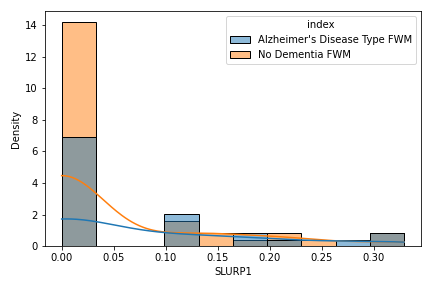 index
Alzheimer's Disease Type FWM
No Dementia FWM
14
12
10
8
6
4
2
0
Density
0.00 0.05 0.10 0.15 0.20 0.25 0.30
SLURP1